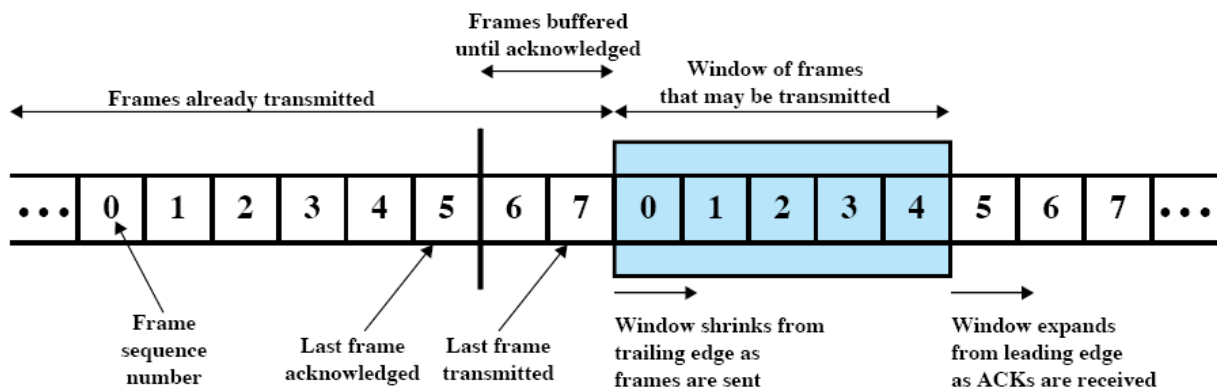 Frames buffered
until acknowledged
Window of frames
that may be transmitted
Frames already transmitted
••• 0 1 2 3 4 5 6 7 0 1 2 3 4 5 6 7 •••
Frame
sequence
number
Last frame
acknowledged
Last frame
transmitted
Window shrinks from
trailing edge as
frames are sent
Window expands
from leading edge
as ACKs are received